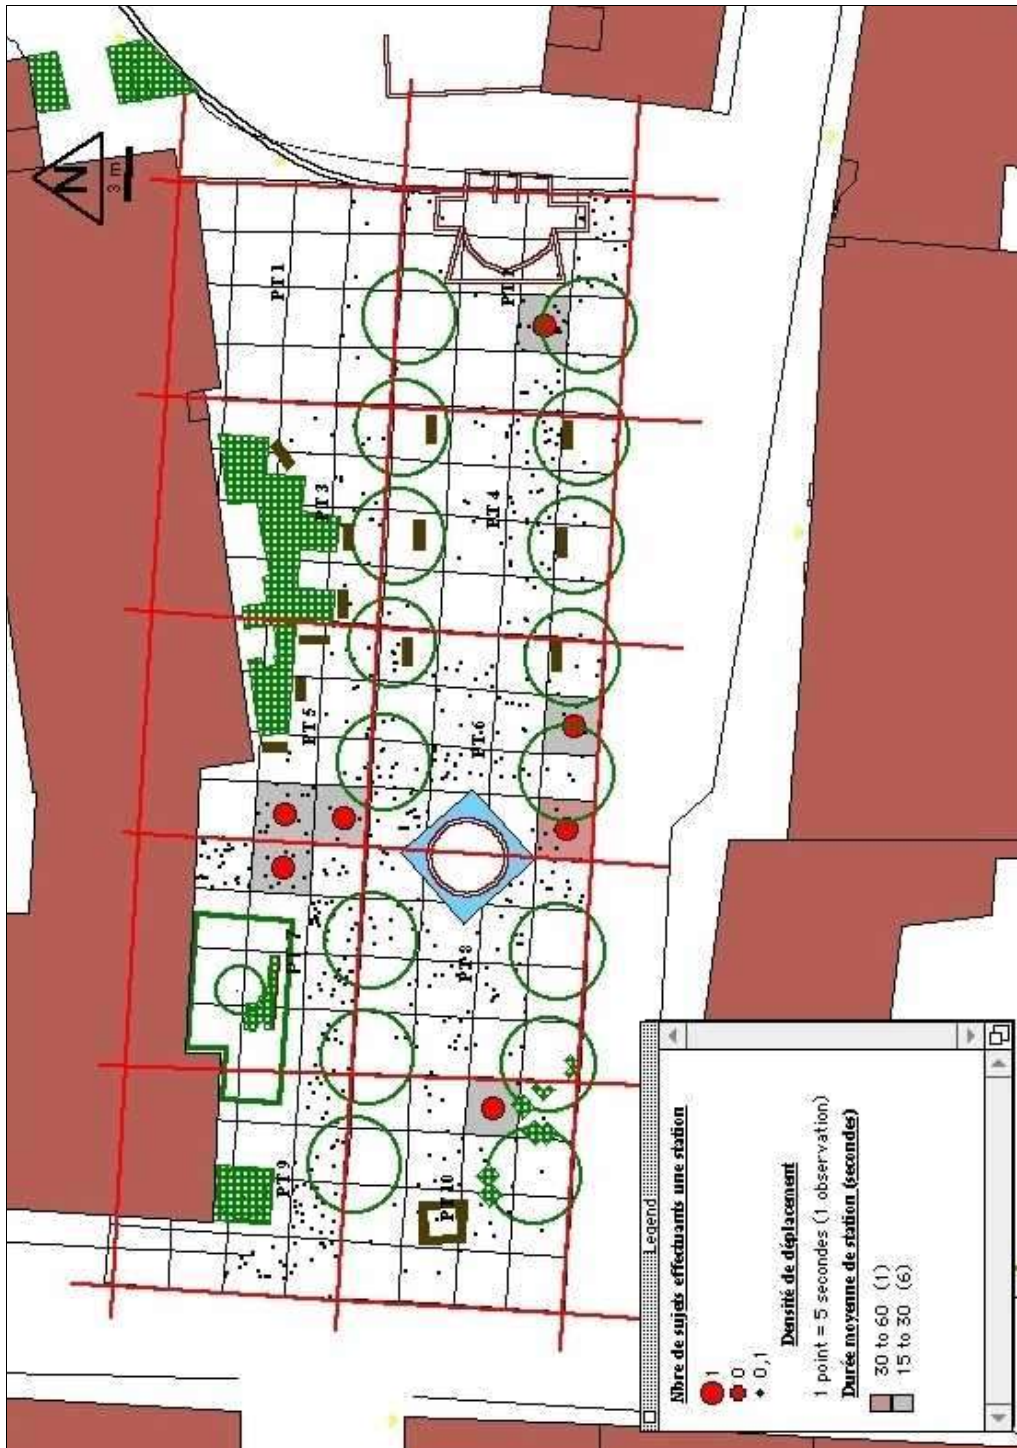 N
3 m
PT 1
PT 3
PT 4
PT 5
PT 6
PT 8
PT 9
PT 10
Legend
Nbre de sujets effectuants une station
1
0
0,1
Densité de déplacement
1 point = 5 secondes (1 observation)
Durée moyenne de station (secondes)
30 to 60 (1)
15 to 30 (6)